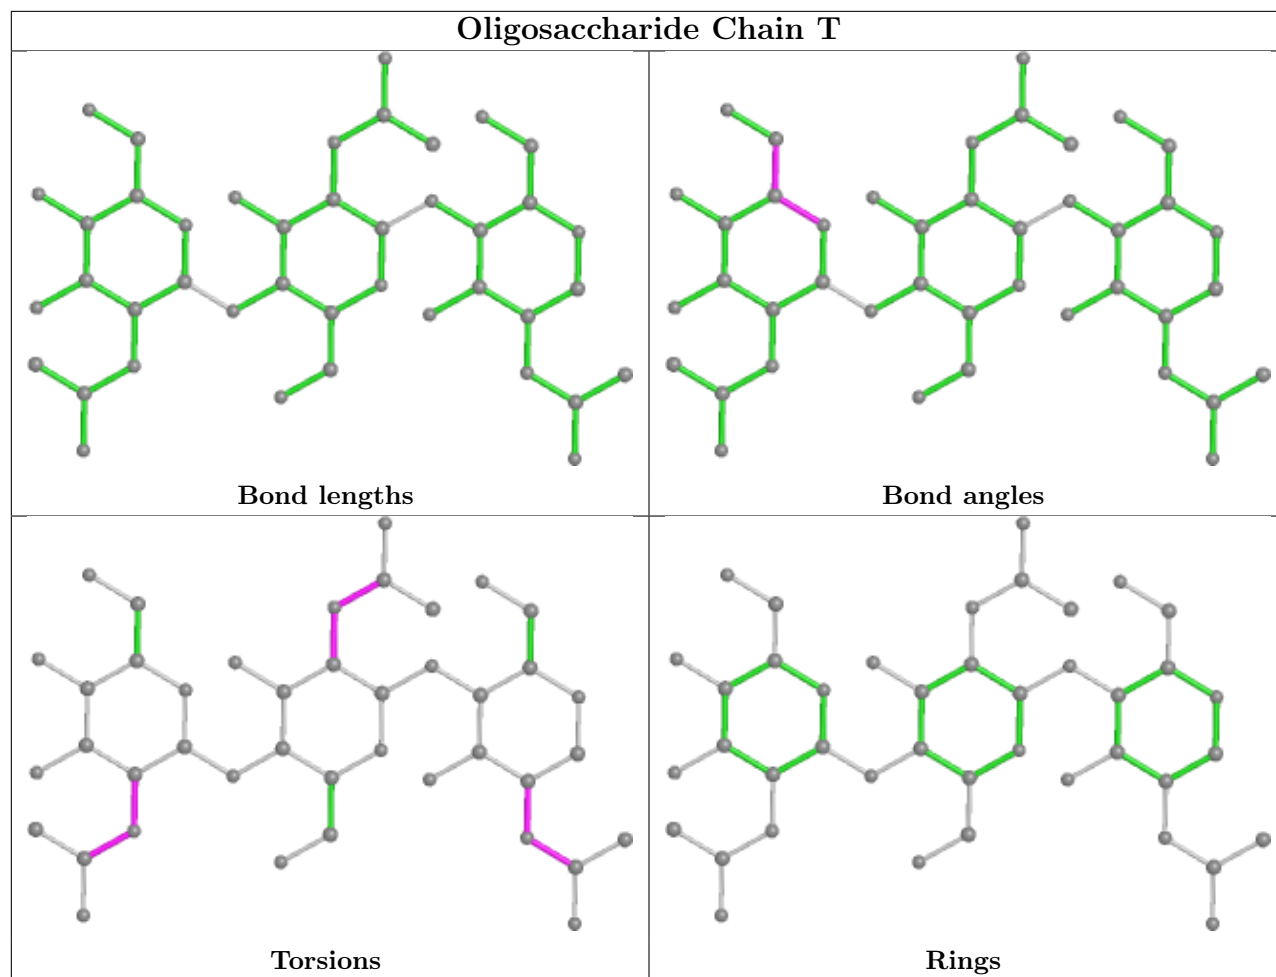 Oligosaccharide Chain T
Bond lengths
Bond angles
Torsions
Rings